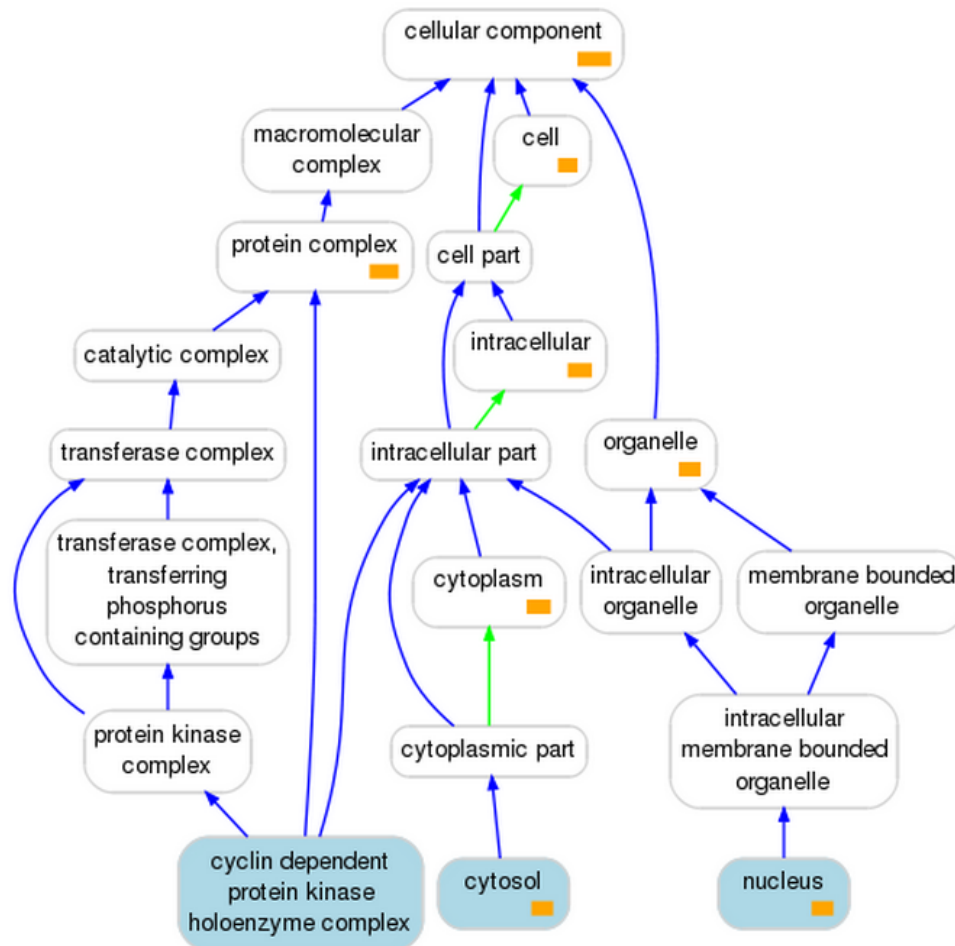 cellular component
macromolecular
complex
cell
protein complex
cell part
catalytic complex
intracellular
transferase complex
intracellular part
organelle
transferase complex,
transferring
phosphorus
containing groups
cytoplasm
intracellular
organelle
membrane bounded
organelle
protein kinase
complex
cytoplasmic part
intracellular
membrane bounded
organelle
cyclin dependent
protein kinase
holoenzyme complex
cytosol
nucleus